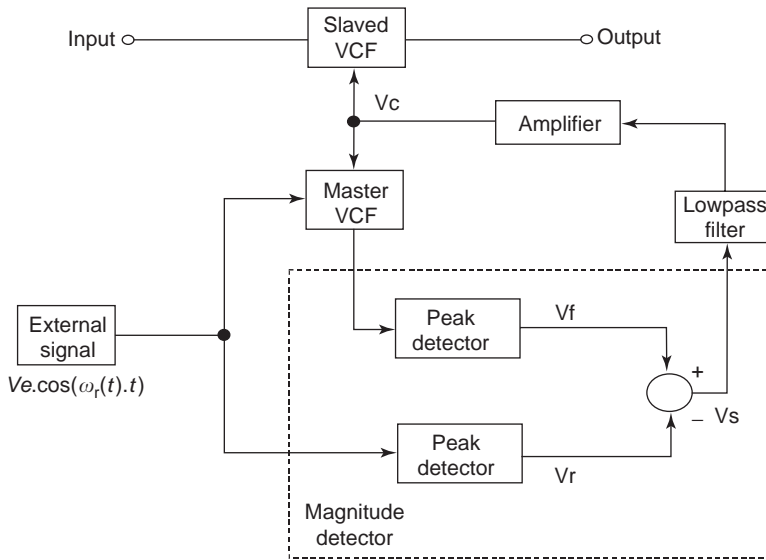 Slaved
VCF
Input
Output
Vc
Amplifier
Master
VCF
Lowpass
filter
External
signal
Ve.cos(ωr(t).t)
Peak
detector
Vf
+
− Vs
Peak
detector
Vr
Magnitude
detector